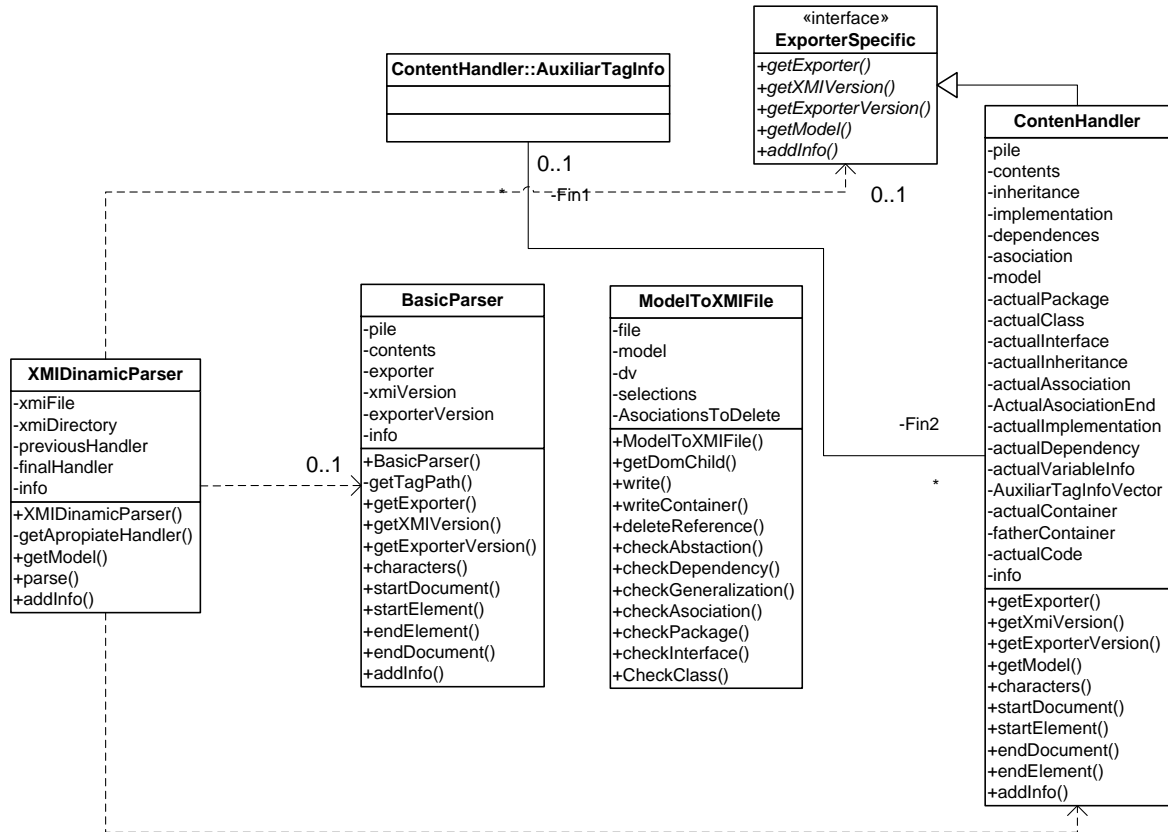 «interface»
ExporterSpecific
+getExporter()
+getXMIVersion()
+getExporterVersion()
+getModel()
+addInfo()
ContentHandler::AuxiliarTagInfo
0..1
-Fin1
*
0..1
ContenHandler
-pile
-contents
-inheritance
-implementation
-dependences
-asociation
-model
-actualPackage
-actualClass
-actualInterface
-actualInheritance
-actualAssociation
-ActualAsociationEnd
-actualImplementation
-actualDependency
-actualVariableInfo
-AuxiliarTagInfoVector
-actualContainer
-fatherContainer
-actualCode
-info
+getExporter()
+getXmiVersion()
+getExporterVersion()
+getModel()
+characters()
+startDocument()
+startElement()
+endDocument()
+endElement()
+addInfo()
BasicParser
-pile
-contents
-exporter
-xmiVersion
-exporterVersion
-info
+BasicParser()
-getTagPath()
+getExporter()
+getXMIVersion()
+getExporterVersion()
+characters()
+startDocument()
+startElement()
+endElement()
+endDocument()
+addInfo()
ModelToXMIFile
-file
-model
-dv
-selections
-AsociationsToDelete
+ModelToXMIFile()
+getDomChild()
+write()
+writeContainer()
+deleteReference()
+checkAbstaction()
+checkDependency()
+checkGeneralization()
+checkAsociation()
+checkPackage()
+checkInterface()
+CheckClass()
XMIDinamicParser
-xmiFile
-xmiDirectory
-previousHandler
-finalHandler
-info
+XMIDinamicParser()
-getApropiateHandler()
+getModel()
+parse()
+addInfo()
0..1
-Fin2
*